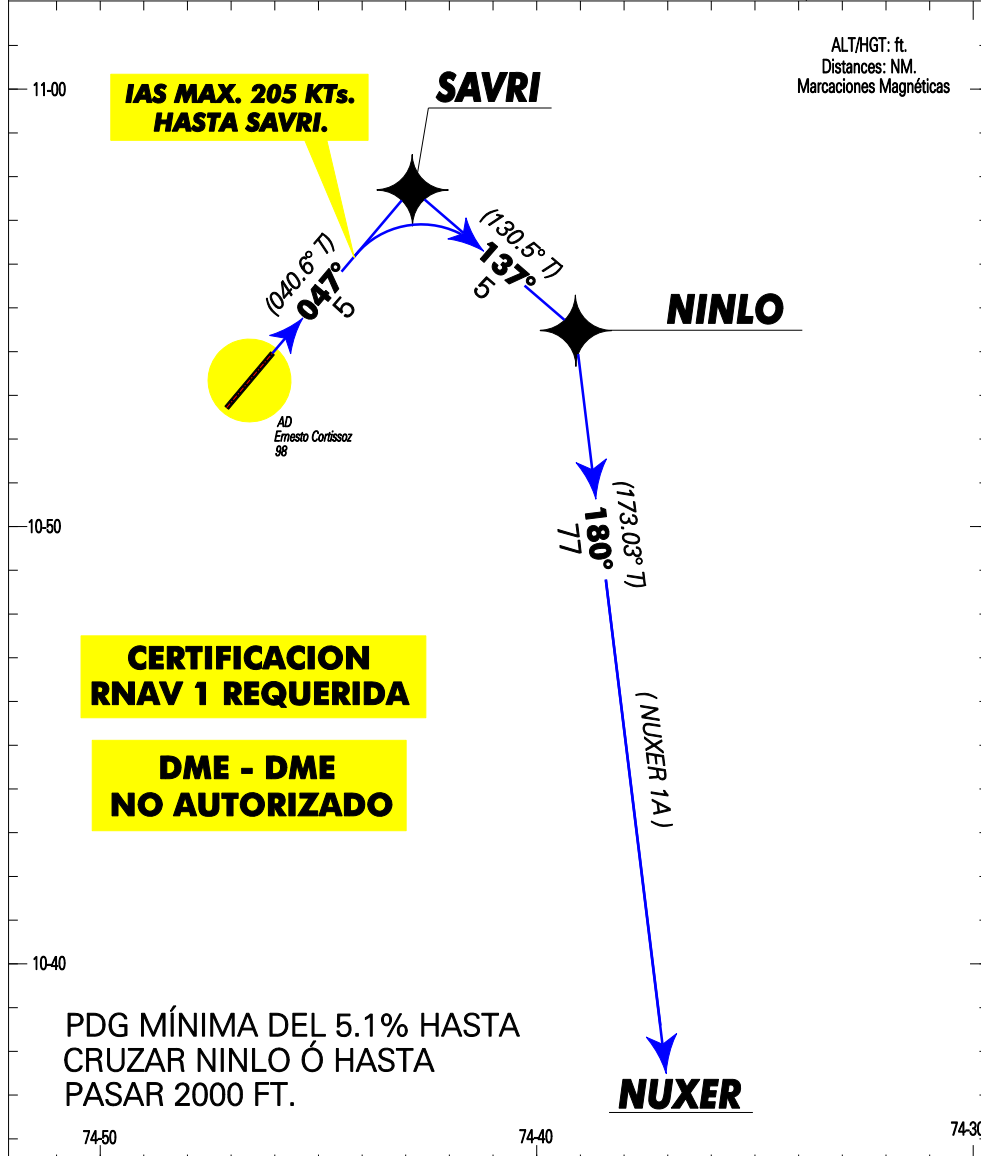 ALT/HGT: ft.
Distances: NM.
Marcaciones Magnéticas
11-00
IAS MAX. 205 KTs.
HASTA SAVRI.
SAVRI
(040.6° T)
047°
5
(130.5° T)
137°
5
NINLO
AD
Ernesto Cortissoz
98
10-50
(173.03° T)
180°
77
CERTIFICACION
RNAV 1 REQUERIDA
DME - DME
NO AUTORIZADO
( NUXER 1A )
10-40
PDG MÍNIMA DEL 5.1% HASTA
CRUZAR NINLO Ó HASTA
PASAR 2000 FT.
NUXER
74-50
74-40
74-30